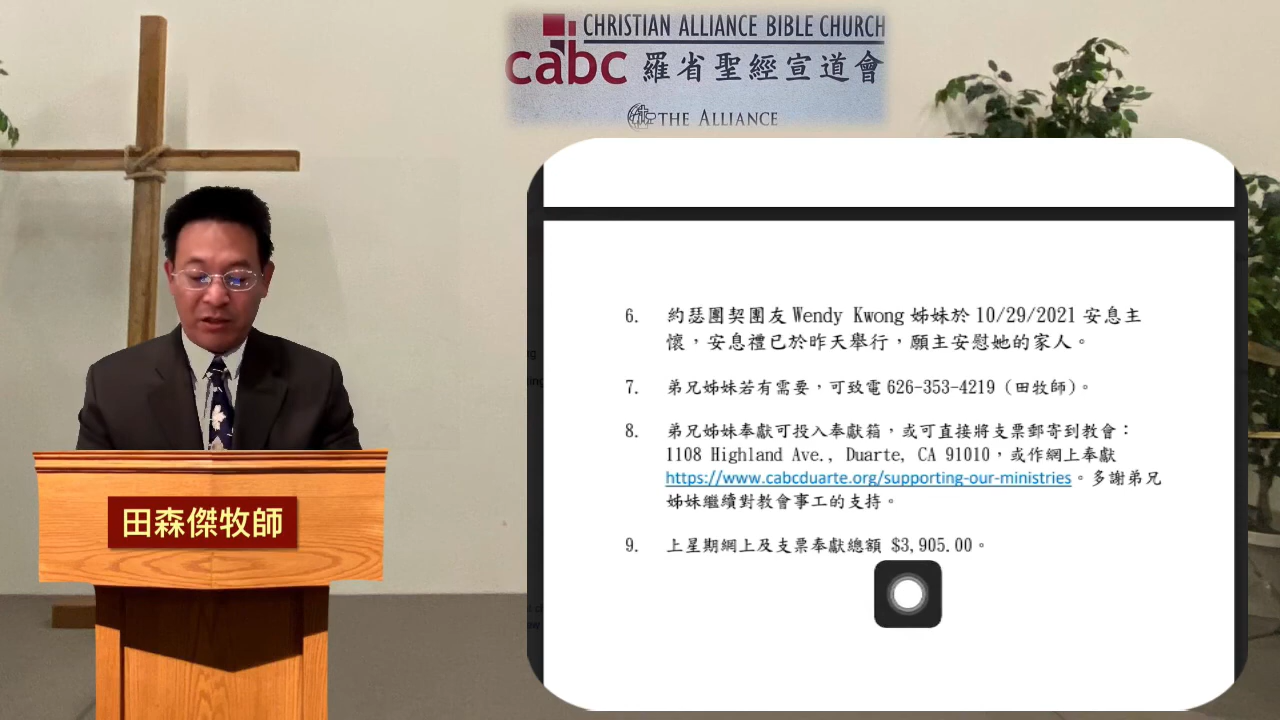 CHRISTIAN ALLIANCE BIBLE CHURCH
cabc 羅省聖經宣道會
THE ALLIANCE
田森傑牧師
6. 約瑟團契團友 Wendy Kwong 姊妹於 10/29/2021 安息主
懷，安息禮已於昨天舉行，願主安慰她的家人。
7. 弟兄姊妹若有需要，可致電 626-353-4219 (田牧師)。
8. 弟兄姊妹奉獻可投入奉獻箱，或可直接將支票郵寄到教會：
1108 Highland Ave., Duarte, CA 91010，或作網上奉獻
https://www.cabcduarte.org/supporting-our-ministries。多謝弟兄
姊妹繼續對教會事工的支持。
9. 上星期網上及支票奉獻總額 $3,905.00。